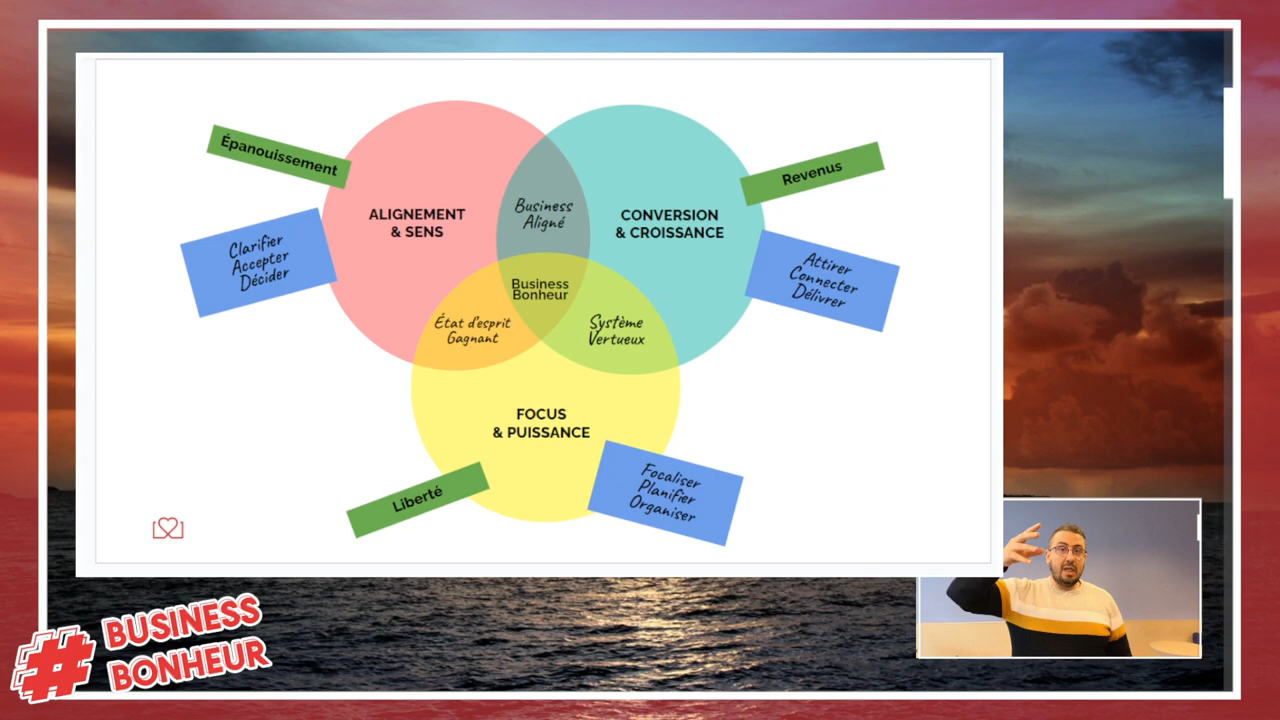 Épanouissement
Clarifier
Accepter
Décider
ALIGNEMENT
& SENS
Business
Aligné
CONVERSION
& CROISSANCE
Revenus
Attirer
Connecter
Délivrer
Business
Bonheur
État d'esprit
Gagnant
Système
Vertueux
FOCUS
& PUISSANCE
Liberté
Focaliser
Planifier
Organiser
# BUSINESS
BONHEUR